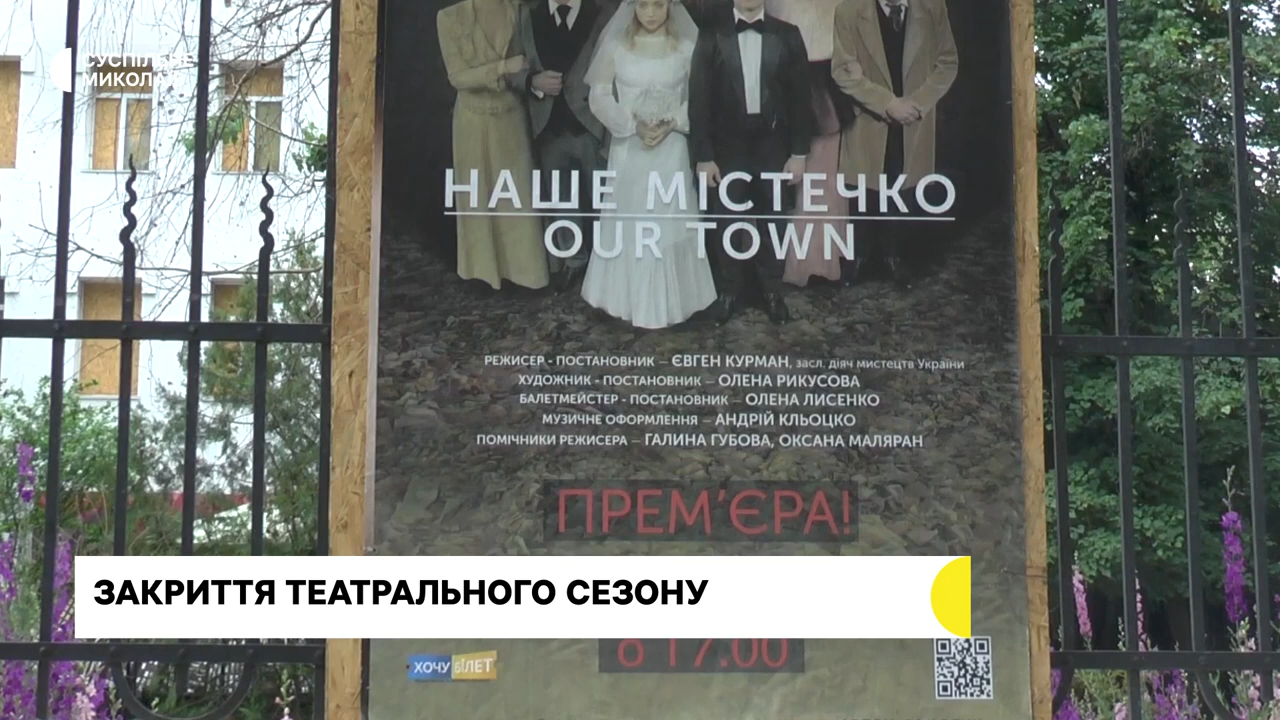 СУСПІЛЬНЕ
МИКОЛАЇВ
НАШЕ МІСТЕЧКО
OUR TOWN
РЕЖИСЕР - ПОСТАНОВНИК – ЄВГЕН КУРМАН, засл. діяч мистецтв України
ХУДОЖНИК - ПОСТАНОВНИК – ОЛЕНА РИКУСОВА
БАЛЕТМЕЙСТЕР - ПОСТАНОВНИК – ОЛЕНА ЛИСЕНКО
МУЗИЧНЕ ОФОРМЛЕННЯ – АНДРІЙ КЛЬОЦКО
ПОМІЧНИКИ РЕЖИСЕРА – ГАЛИНА ГУБОВА, ОКСАНА МАЛЯРАН
ПРЕМ’ЄРА!
ЗАКРИТТЯ ТЕАТРАЛЬНОГО СЕЗОНУ
17.00
ХОЧУ БІЛЕТ